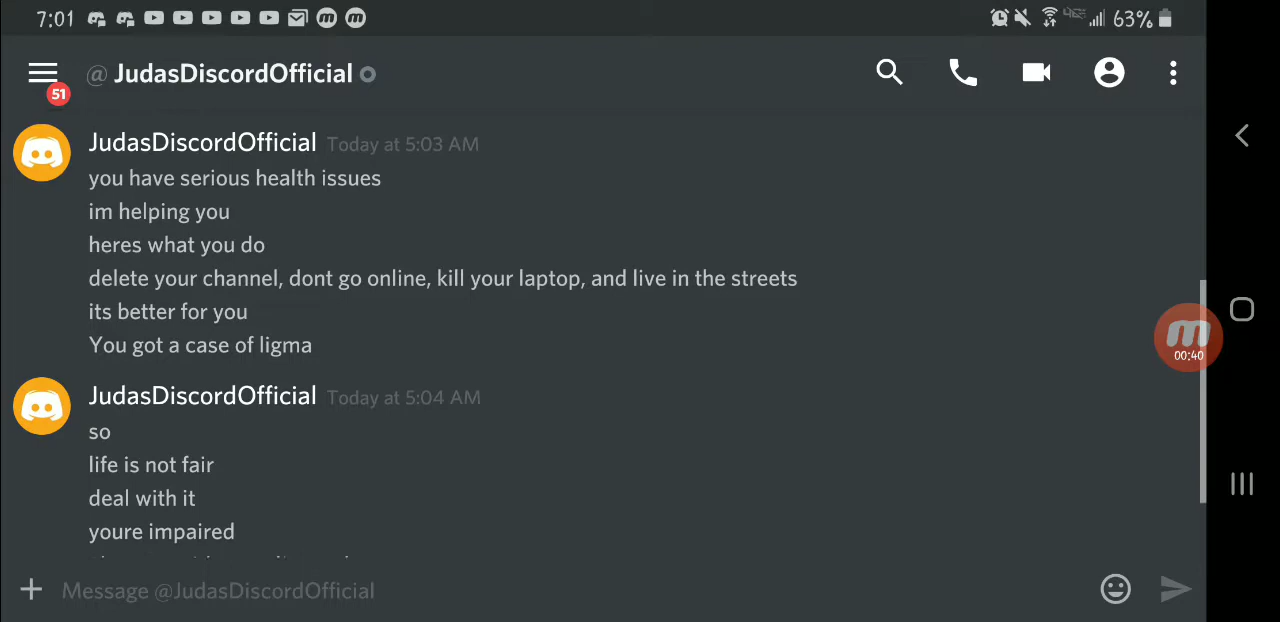 7:01 63%
@ JudasDiscordOfficial
51
JudasDiscordOfficial Today at 5:03 AM
you have serious health issues
im helping you
heres what you do
delete your channel, dont go online, kill your laptop, and live in the streets
its better for you
You got a case of ligma
00:40
JudasDiscordOfficial Today at 5:04 AM
so
life is not fair
deal with it
youre impaired
Message @JudasDiscordOfficial